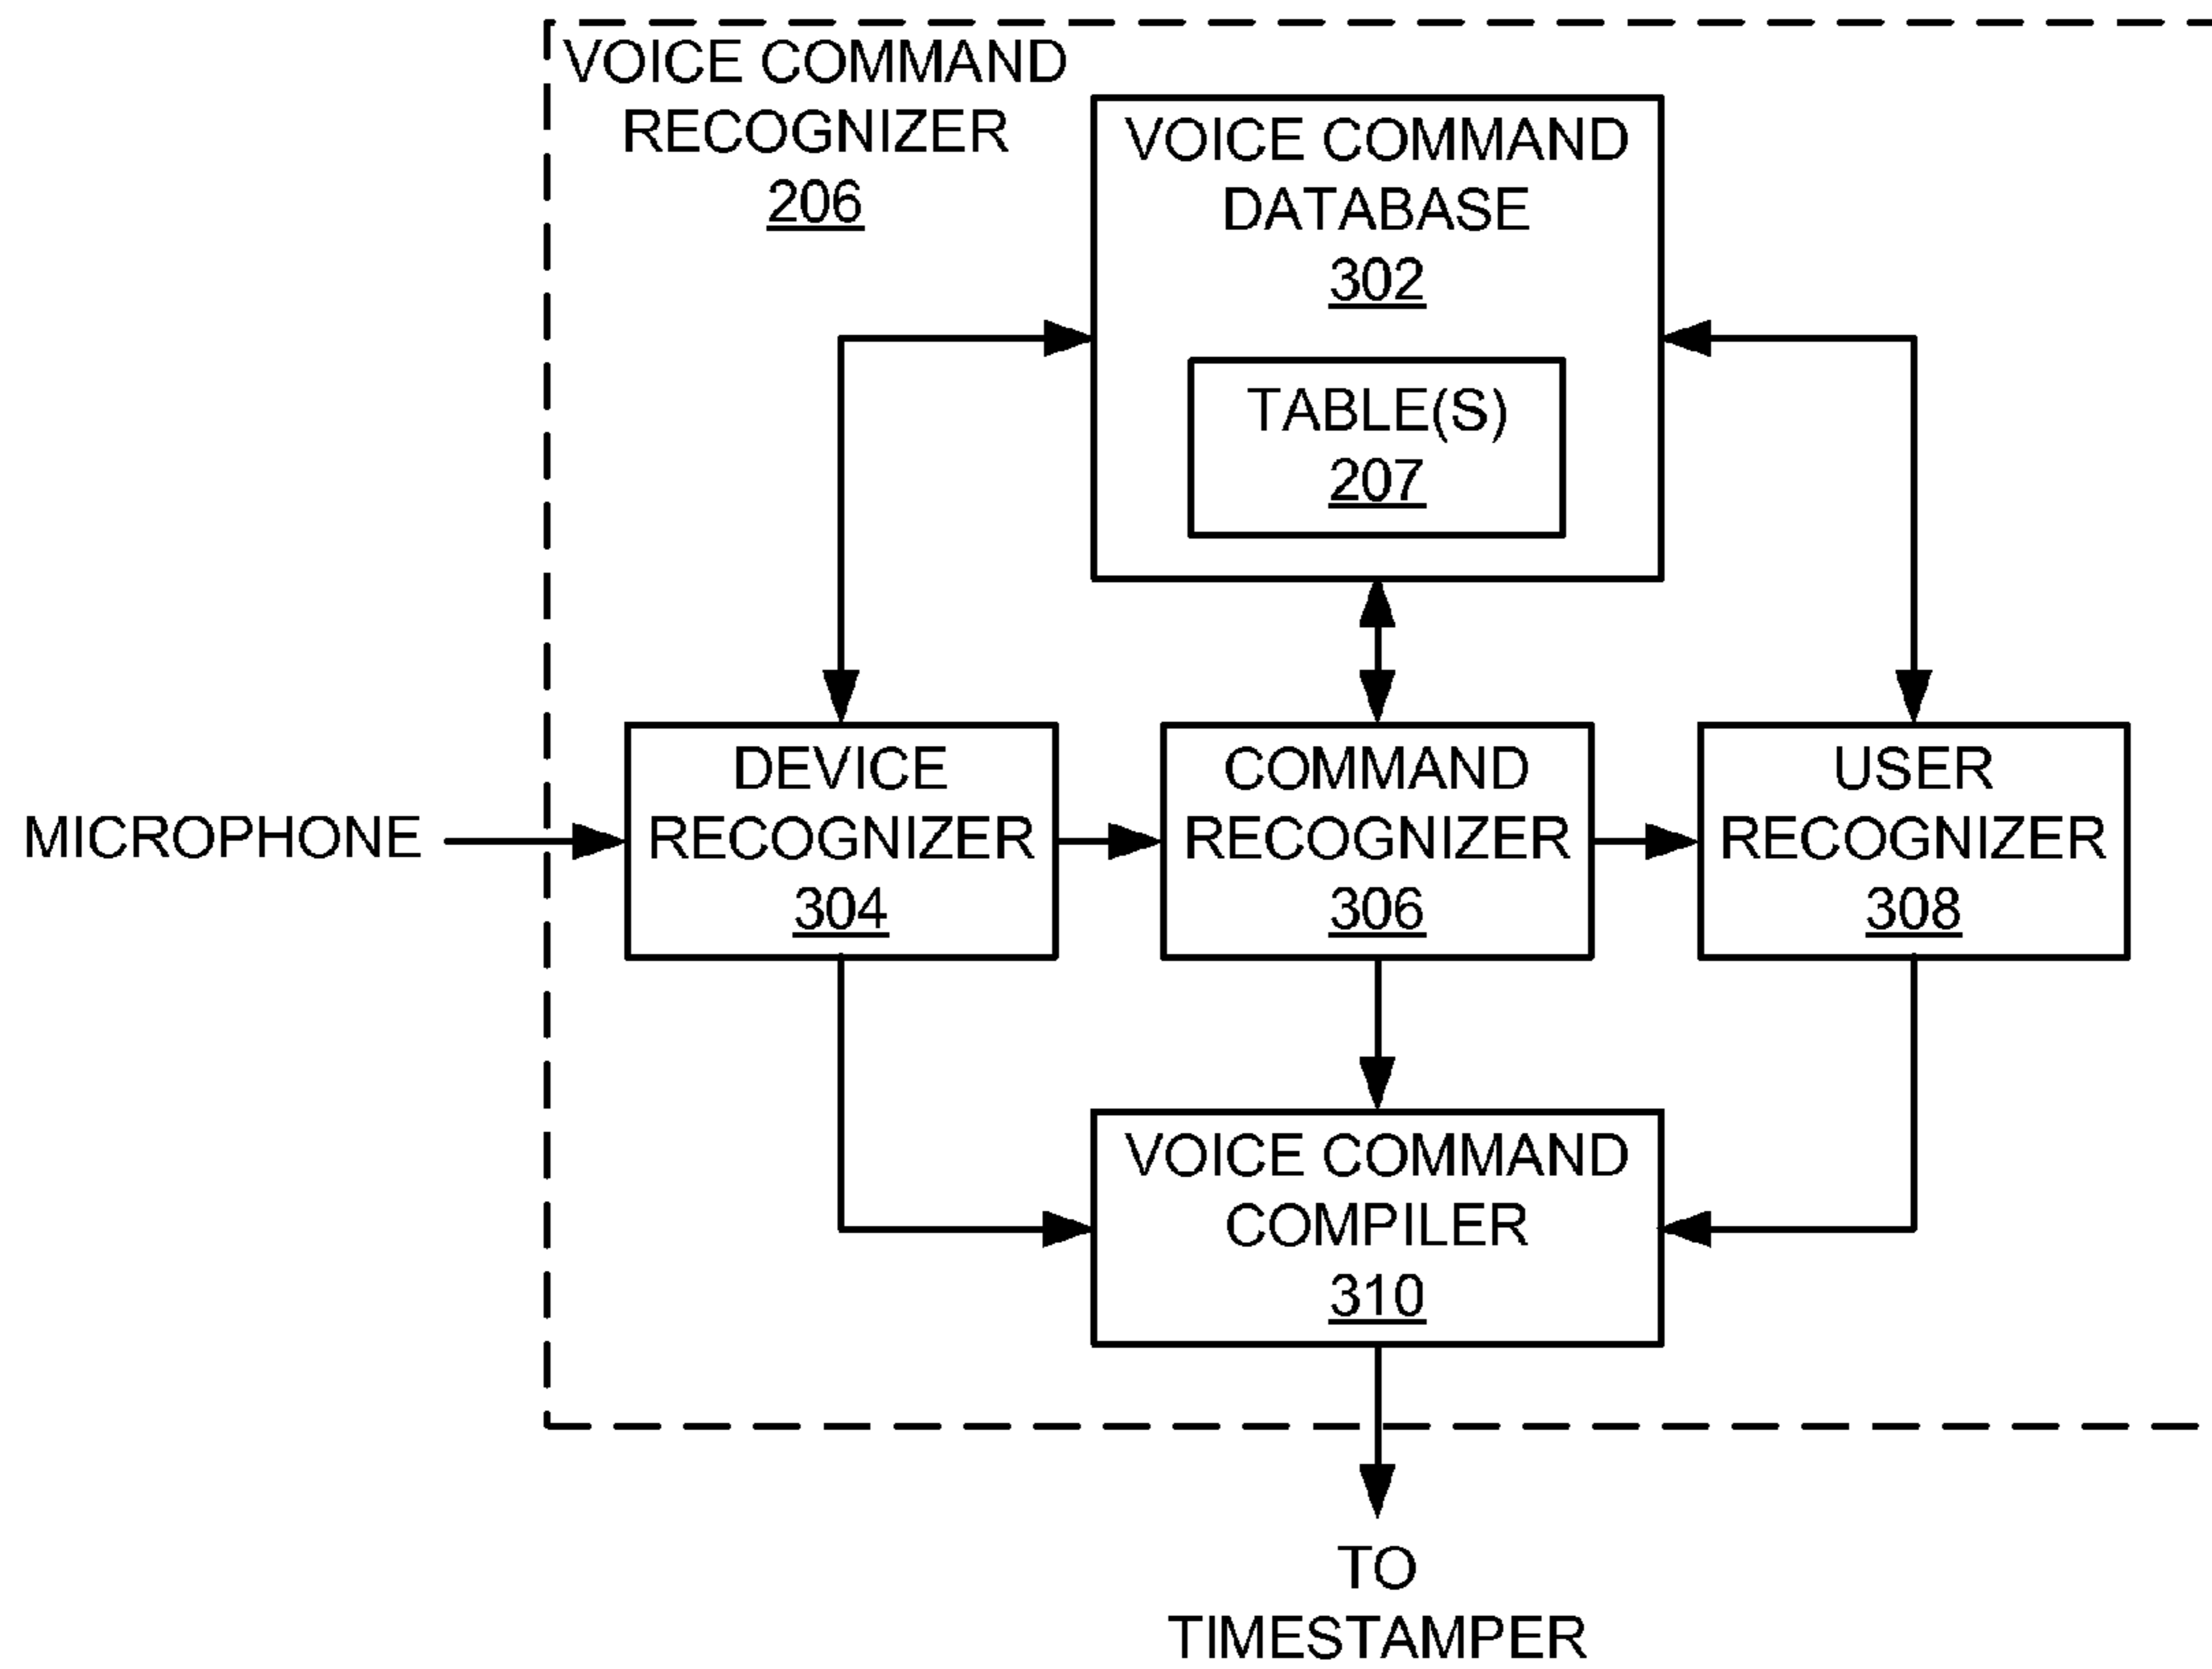 VOICE COMMAND
RECOGNIZER
206
VOICE COMMAND
DATABASE
302
TABLE(S)
207
MICROPHONE
DEVICE
RECOGNIZER
304
COMMAND
RECOGNIZER
306
USER
RECOGNIZER
308
VOICE COMMAND
COMPILER
310
TO
TIMESTAMPER